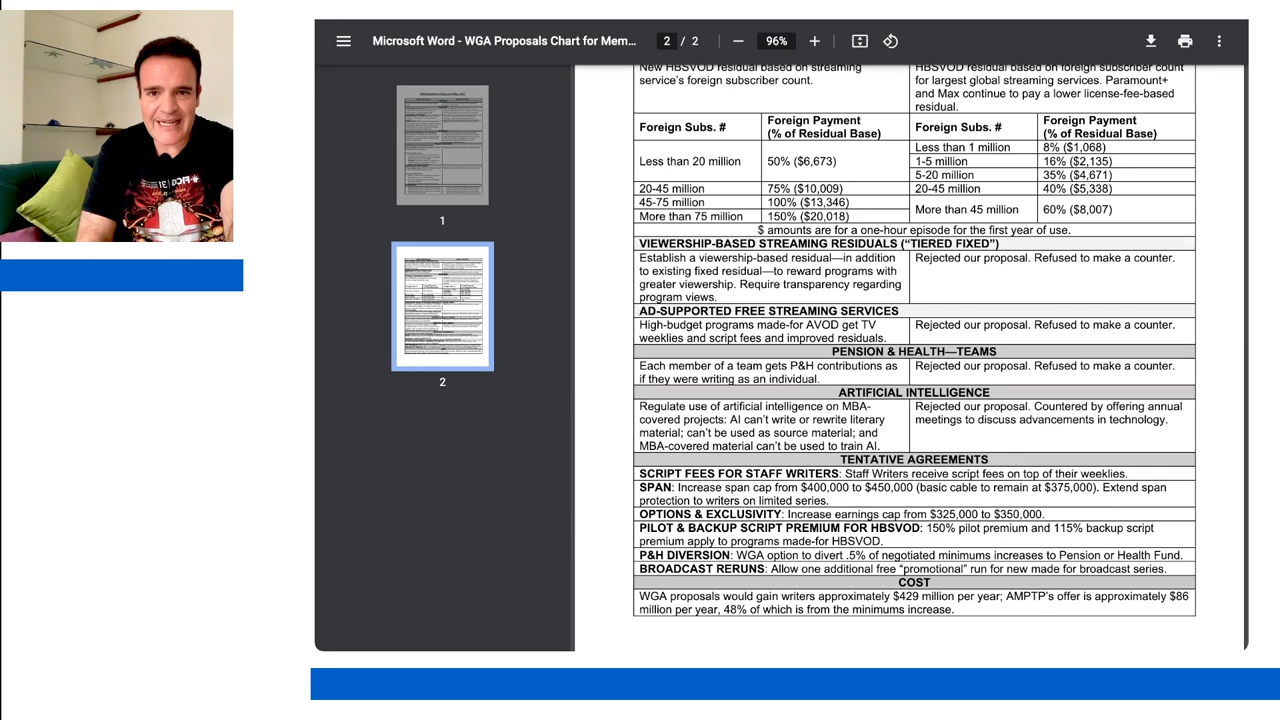 Microsoft Word - WGA Proposals Chart for Mem...
2 / 2
96%
New HBSVOD residual based on streaming
service's foreign subscriber count.
HBSVOD residual based on foreign subscriber count
for largest global streaming services. Paramount+
and Max continue to pay a lower license-fee-based
residual.
Foreign Subs. #
Foreign Payment
(% of Residual Base)
Foreign Subs. #
Foreign Payment
(% of Residual Base)
Less than 20 million
50% ($6,673)
Less than 1 million
8% ($1,068)
1-5 million
16% ($2,135)
5-20 million
35% ($4,671)
20-45 million
75% ($10,009)
20-45 million
40% ($5,338)
45-75 million
100% ($13,346)
More than 45 million
60% ($8,007)
More than 75 million
150% ($20,018)
$ amounts are for a one-hour episode for the first year of use.
VIEWERSHIP-BASED STREAMING RESIDUALS (“TIERED FIXED”)
Establish a viewership-based residual—in addition
to existing fixed residual—to reward programs with
greater viewership. Require transparency regarding
program views.
Rejected our proposal. Refused to make a counter.
AD-SUPPORTED FREE STREAMING SERVICES
High-budget programs made-for AVOD get TV
weeklies and script fees and improved residuals.
Rejected our proposal. Refused to make a counter.
PENSION & HEALTH—TEAMS
Each member of a team gets P&H contributions as
if they were writing as an individual.
Rejected our proposal. Refused to make a counter.
ARTIFICIAL INTELLIGENCE
Regulate use of artificial intelligence on MBA-
covered projects: AI can’t write or rewrite literary
material; can’t be used as source material; and
MBA-covered material can’t be used to train AI.
Rejected our proposal. Countered by offering annual
meetings to discuss advancements in technology.
TENTATIVE AGREEMENTS
SCRIPT FEES FOR STAFF WRITERS: Staff Writers receive script fees on top of their weeklies.
SPAN: Increase span cap from $400,000 to $450,000 (basic cable to remain at $375,000). Extend span
protection to writers on limited series.
OPTIONS & EXCLUSIVITY: Increase earnings cap from $325,000 to $350,000.
PILOT & BACKUP SCRIPT PREMIUM FOR HBSVOD: 150% pilot premium and 115% backup script
premium apply to programs made-for HBSVOD.
P&H DIVERSION: WGA option to divert .5% of negotiated minimums increases to Pension or Health Fund.
BROADCAST RERUNS: Allow one additional free “promotional” run for new made for broadcast series.
COST
WGA proposals would gain writers approximately $429 million per year; AMPTP’s offer is approximately $86
million per year, 48% of which is from the minimums increase.
1
2